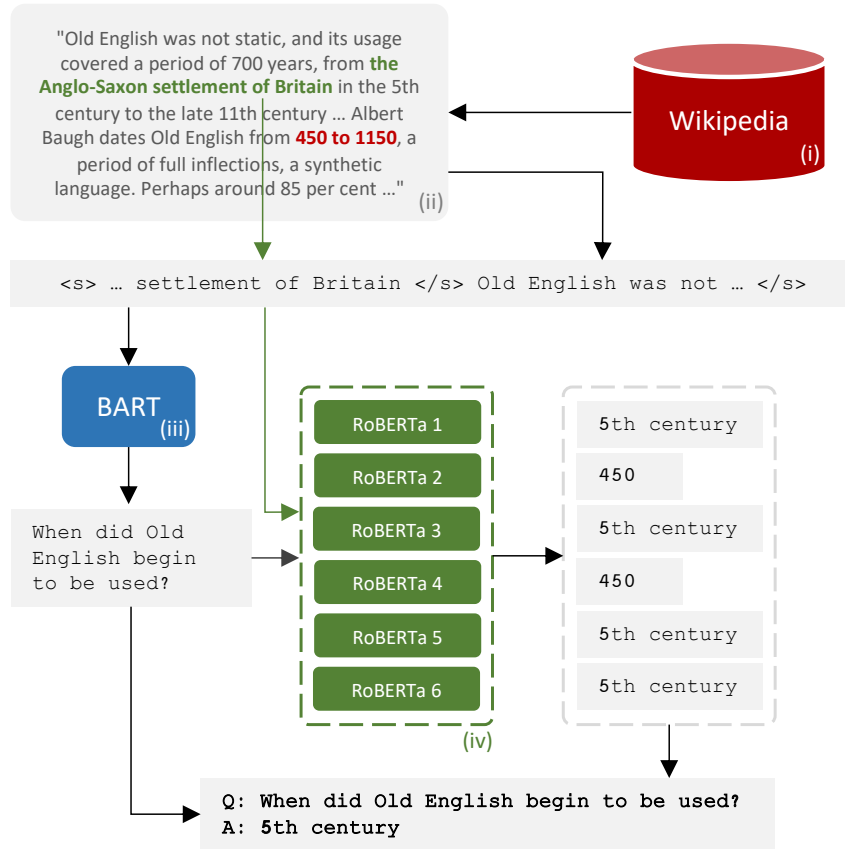 "Old English was not static, and its usage
covered a period of 700 years, from the
Anglo-Saxon settlement of Britain in the 5th
century to the late 11th century ... Albert
Baugh dates Old English from 450 to 1150, a
period of full inflections, a synthetic
language. Perhaps around 85 per cent ..."
(ii)
Wikipedia
(i)
<s> … settlement of Britain </s> Old English was not … </s>
BART
(iii)
When did Old
English begin
to be used?
RoBERTa 1
RoBERTa 2
RoBERTa 3
RoBERTa 4
RoBERTa 5
RoBERTa 6
(iv)
5th century
450
5th century
450
5th century
5th century
Q: When did Old English begin to be used?
A: 5th century